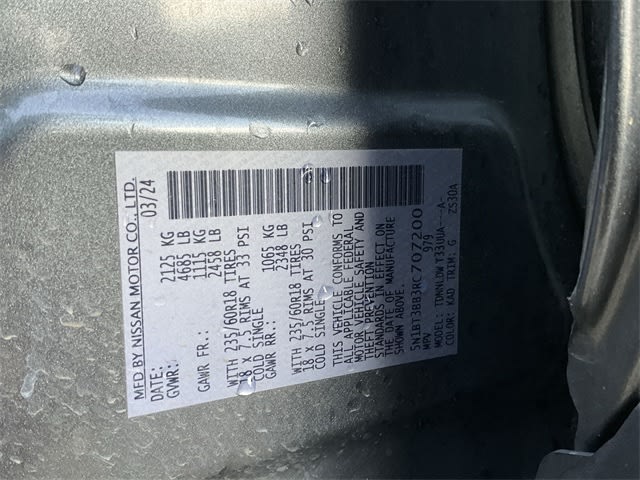 MFD BY NISSAN MOTOR CO., LTD.
DATE: 03/24
GVWR: 2125 KG
4685 LB
GAWR FR.: 1115 KG
2458 LB
WITH 235/60R18 TIRES
18 X 7.5 RIMS AT 33 PSI
COLD SINGLE
GAWR RR.: 1065 KG
2348 LB
WITH 235/60R18 TIRES
18 X 7.5 RIMS AT 30 PSI
COLD SINGLE
THIS VEHICLE CONFORMS TO
ALL APPLICABLE FEDERAL
MOTOR VEHICLE SAFETY AND
THEFT PREVENTION
STANDARDS IN EFFECT ON
THE DATE OF MANUFACTURE
SHOWN ABOVE.
5N1BT3BB3RC707200
MPV 979
MODEL: TDMNLDW Y33UUA---A-
COLOR: KAD TRIM: G ZS30A